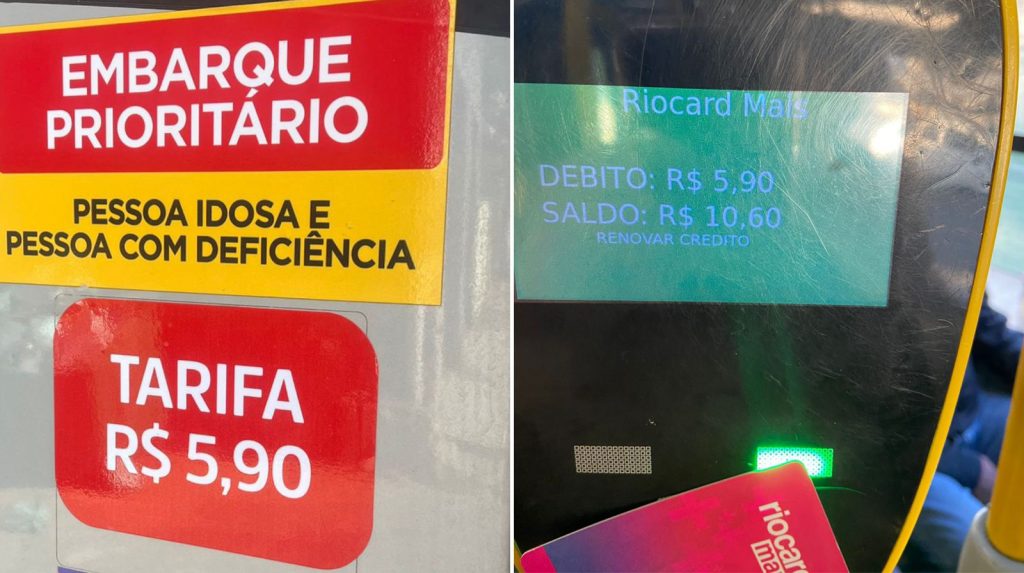 EMBARQUE
PRIORITÁRIO
PESSOA IDOSA E
PESSOA COM DEFICIÊNCIA
TARIFA
R$ 5,90
Riocard Mais
DEBITO: R$ 5,90
SALDO: R$ 10,60
RENOVAR CREDITO
riocard